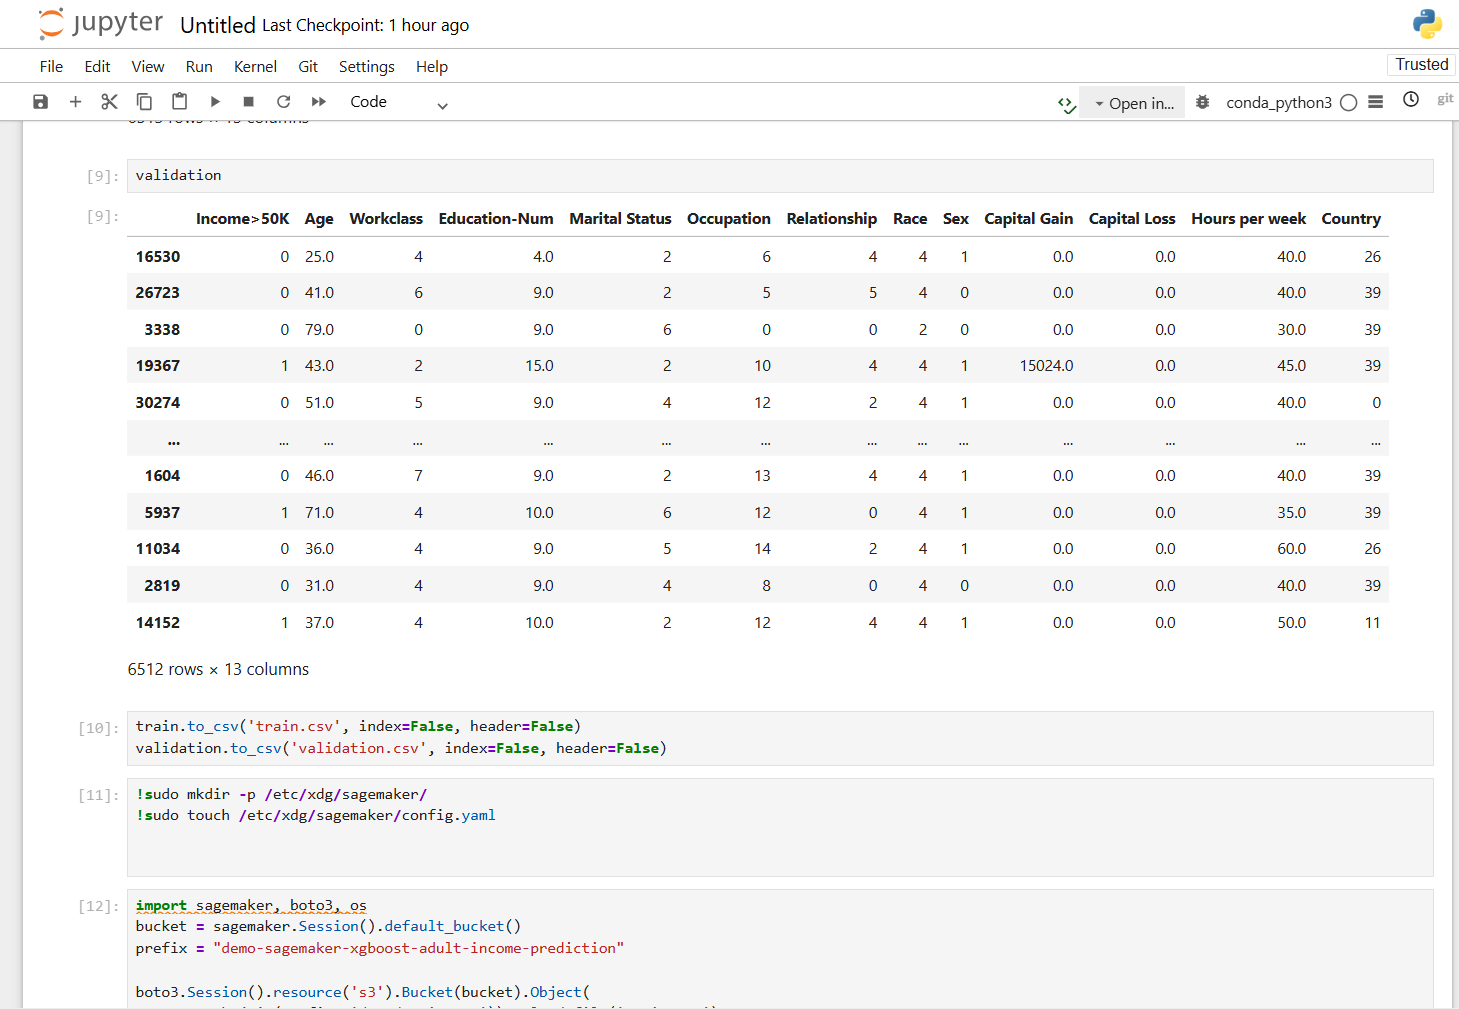 jupyter Untitled Last Checkpoint: 1 hour ago
File Edit View Run Kernel Git Settings Help
Trusted
Code
Open in...
conda_python3
git
[9]: validation
[9]: Income>50K Age Workclass Education-Num Marital Status Occupation Relationship Race Sex Capital Gain Capital Loss Hours per week Country
16530 0 25.0 4 4.0 2 6 4 4 1 0.0 0.0 40.0 26
26723 0 41.0 6 9.0 2 5 5 4 0 0.0 0.0 40.0 39
3338 0 79.0 0 9.0 6 0 0 2 0 0.0 0.0 30.0 39
19367 1 43.0 2 15.0 2 10 4 4 1 15024.0 0.0 45.0 39
30274 0 51.0 5 9.0 4 12 2 4 1 0.0 0.0 40.0 0
... ... ... ... ... ... ... ... ... ... ... ... ... ...
1604 0 46.0 7 9.0 2 13 4 4 1 0.0 0.0 40.0 39
5937 1 71.0 4 10.0 6 12 0 4 1 0.0 0.0 35.0 39
11034 0 36.0 4 9.0 5 14 2 4 1 0.0 0.0 60.0 26
2819 0 31.0 4 9.0 4 8 0 4 0 0.0 0.0 40.0 39
14152 1 37.0 4 10.0 2 12 4 4 1 0.0 0.0 50.0 11
6512 rows × 13 columns
[10]: train.to_csv('train.csv', index=False, header=False)
validation.to_csv('validation.csv', index=False, header=False)
[11]: !sudo mkdir -p /etc/xdg/sagemaker/
!sudo touch /etc/xdg/sagemaker/config.yaml
[12]: import sagemaker, boto3, os
bucket = sagemaker.Session().default_bucket()
prefix = "demo-sagemaker-xgboost-adult-income-prediction"
boto3.Session().resource('s3').Bucket(bucket).Object(